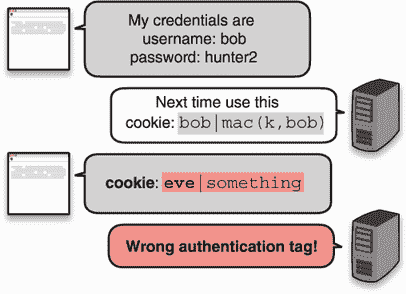 My credentials are
username: bob
password: hunter2
Next time use this
cookie: bob|mac(k,bob)
cookie: eve|something
Wrong authentication tag!